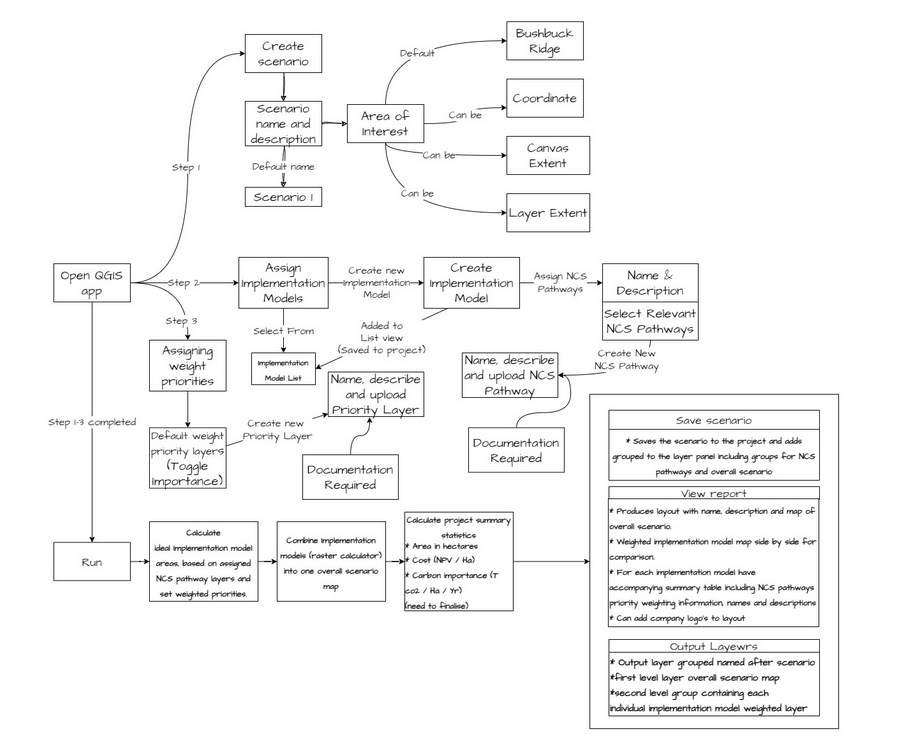 Create
scenario
Bushbuck
Ridge
Default
Scenario
name and
description
Area of
Interest
Coordinate
Can be
Canvas
Extent
Can be
Step 1
Default name
Scenario 1
Can be
Layer Extent
Open QGIS
app
Step 2
Assign
Implementation
Models
Create new
Implementation
Model
Create
Implementation
Model
Assign NCS
Pathways
Name &
Description
Select Relevant
NCS Pathways
Step 3
Select From
Added to
List view
(Saved to project)
Create New
NCS Pathway
Assigning
weight
priorities
Implementation
Model List
Name, describe
and upload NCS
Pathway
Name, describe
and upload
Priority Layer
Step 1-3 completed
Default weight
priority layers
(Toggle
Importance)
Create new
Priority Layer
Documentation
Required
Documentation
Required
Run
Calculate
ideal implementation model
areas, based on assigned
NCS pathway layers and
set weighted priorities.
Combine implementation
models (raster calculator)
into one overall scenario
map
Calculate project summary
statistics
* Area in hectares
* Cost (NPV / Ha)
* Carbon importance (T
co2 / Ha / Yr)
(need to finalise)
Save scenario
* Saves the scenario to the project and adds
grouped to the layer panel including groups for NCS
pathways and overall scenario
View report
* Produces layout with name, description and map of
overall scenario.
* Weighted implementation model map side by side for
comparison.
* For each implementation model have
accompanying summary table including NCS pathways
priority weighting information, names and descriptions
* Can add company logo's to layout
Output Layewrs
* Output layer grouped named after scenario
*first level layer overall scenario map
*second level group containing each
individual implementation model weighted layer